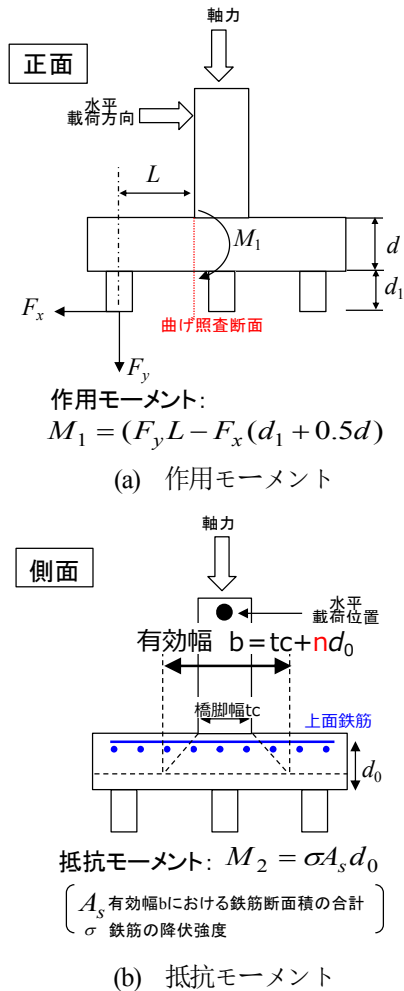 軸力
正面
水平
載荷方向
L
M₁
d
d₁
Fₓ
曲げ照査断面
F_y
作用モーメント:
M₁ = (F_y L − Fₓ(d₁ + 0.5d)
(a) 作用モーメント
軸力
側面
水平
載荷位置
有効幅 b=tc+nd₀
橋脚幅tc
上面鉄筋
d₀
抵抗モーメント: M₂ = σA_s d₀
A_s 有効幅bにおける鉄筋断面積の合計
σ 鉄筋の降伏強度
(b) 抵抗モーメント